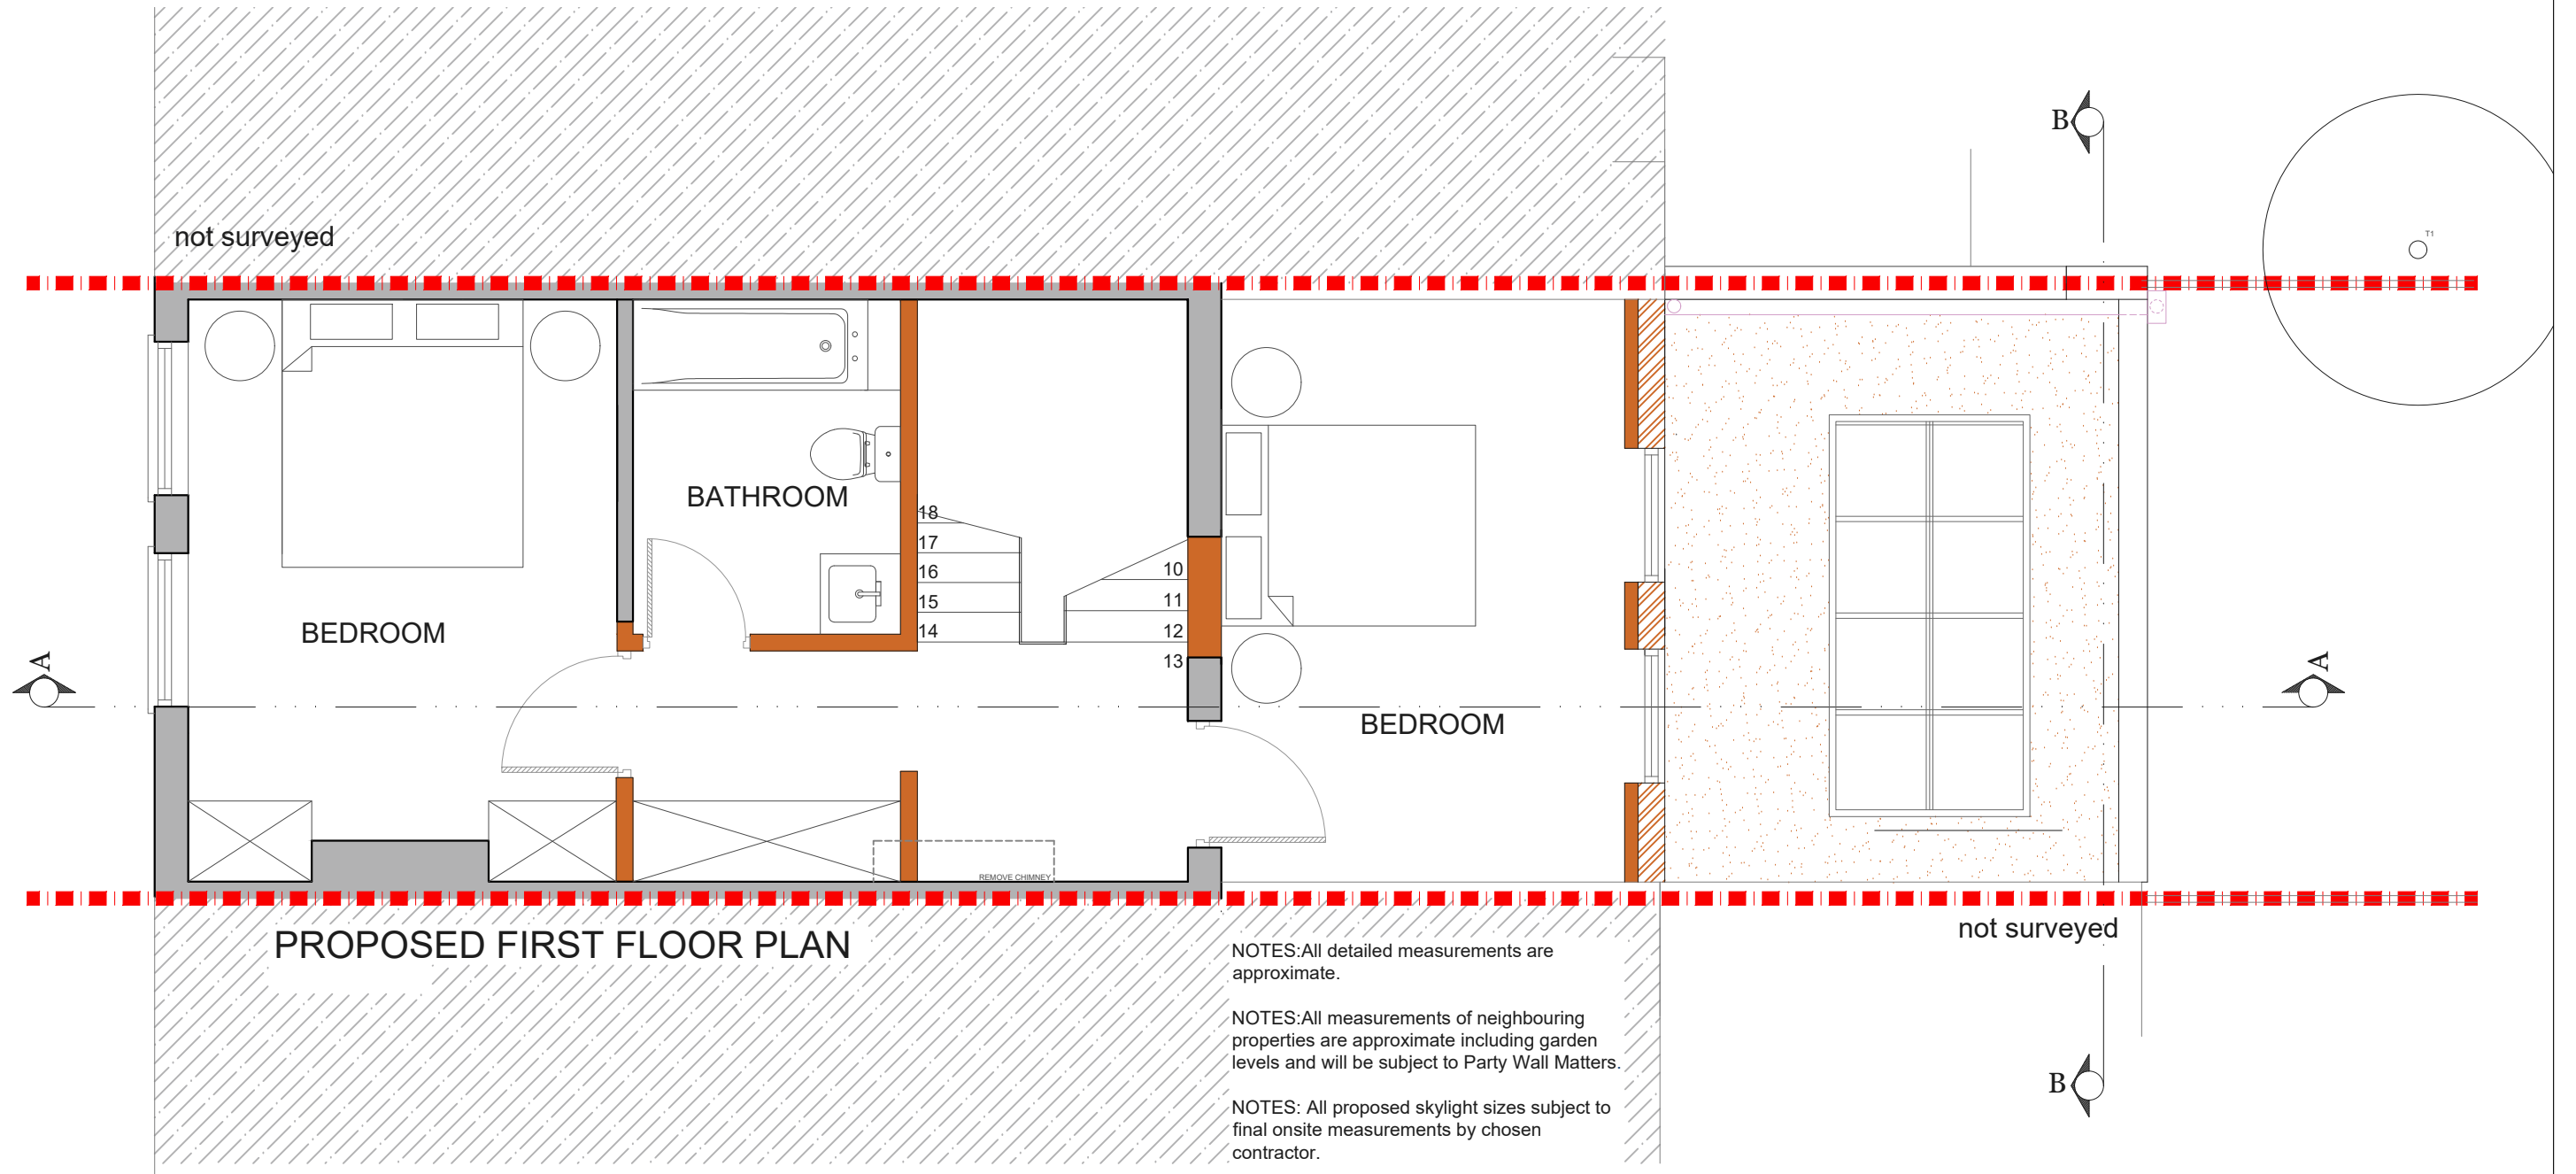 B
T1
not surveyed
BATHROOM
18
17
16
15
14
10
11
12
13
BEDROOM
A
A
BEDROOM
REMOVE CHIMNEY
not surveyed
PROPOSED FIRST FLOOR PLAN
NOTES:All detailed measurements are
approximate.
NOTES:All measurements of neighbouring
properties are approximate including garden
levels and will be subject to Party Wall Matters.
B
NOTES: All proposed skylight sizes subject to
final onsite measurements by chosen
contractor.